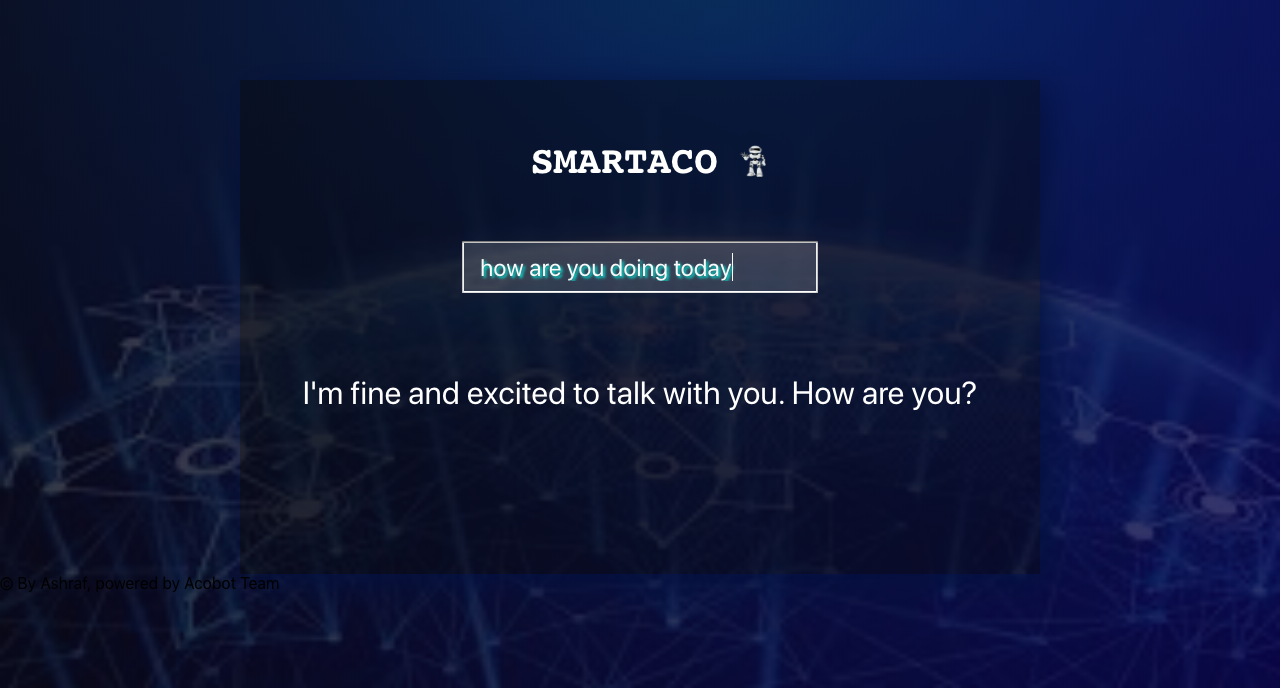 SMARTACO
how are you doing today
I'm fine and excited to talk with you. How are you?
© By Ashraf, powered by Acobot Team